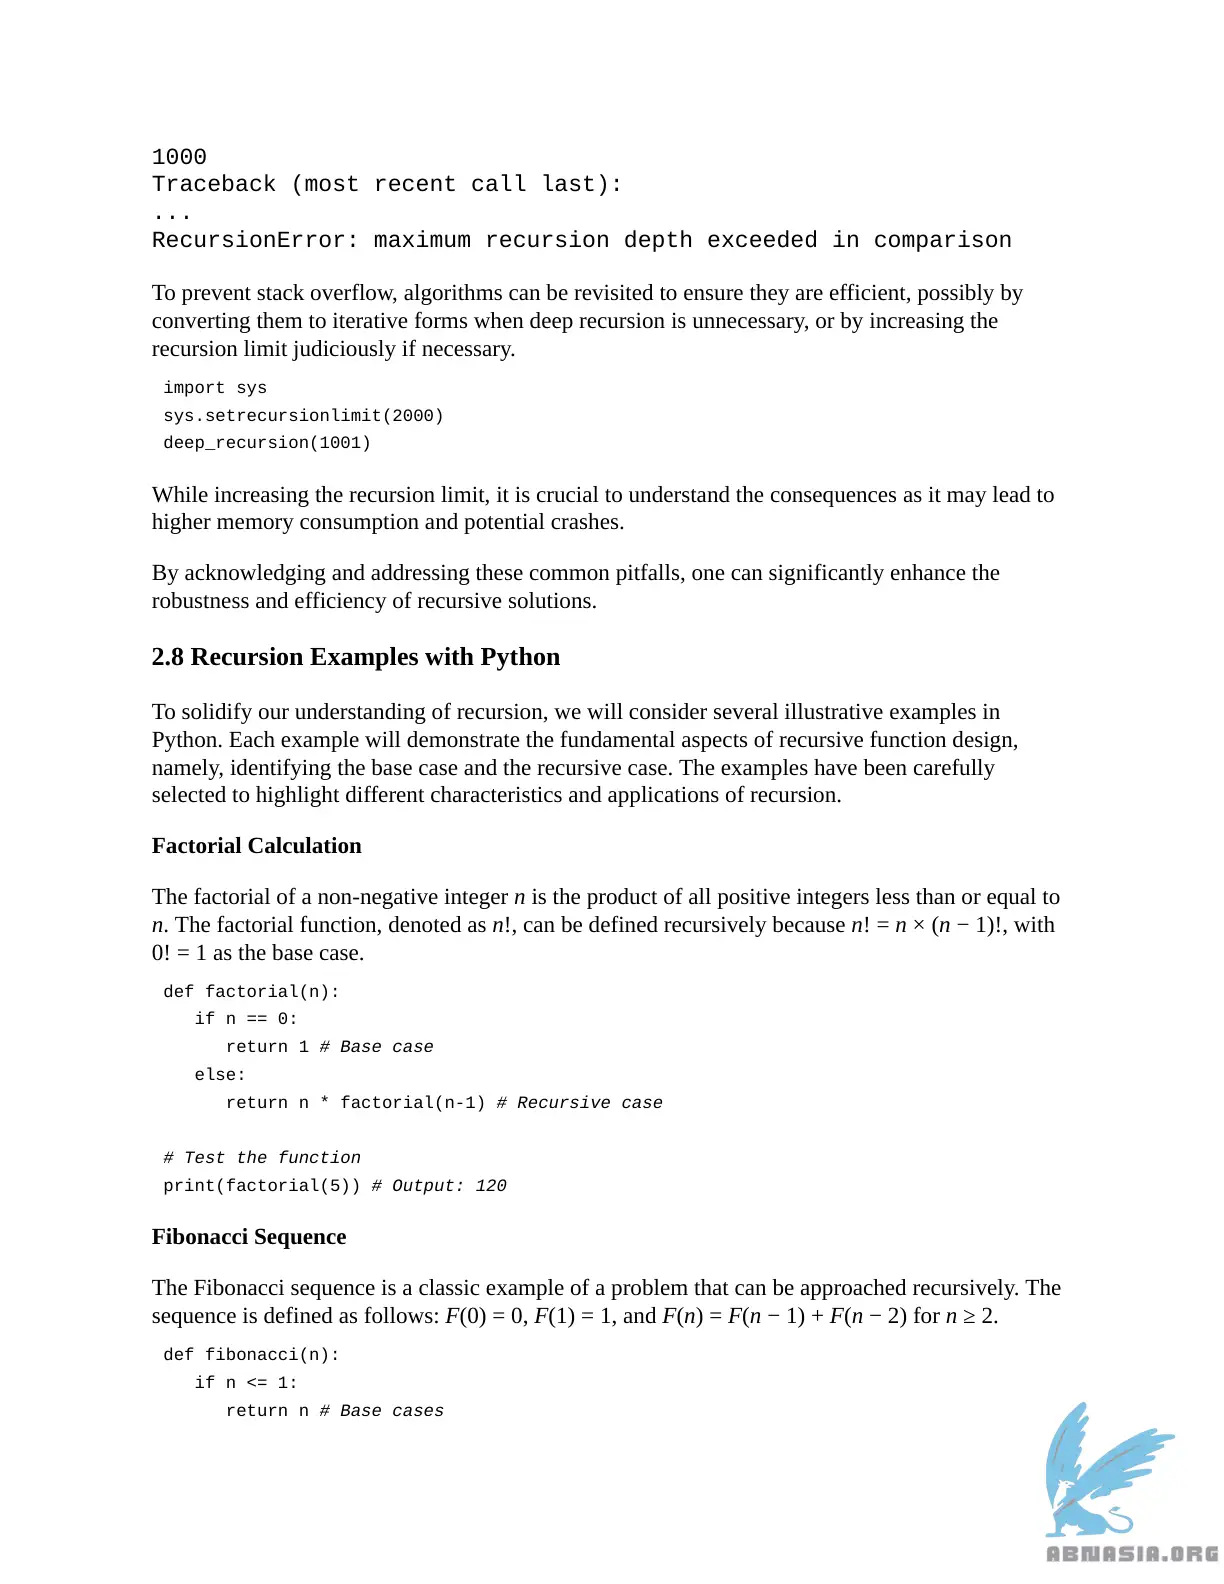 1000
Traceback (most recent call last):
...
RecursionError: maximum recursion depth exceeded in comparison
To prevent stack overflow, algorithms can be revisited to ensure they are efficient, possibly by
converting them to iterative forms when deep recursion is unnecessary, or by increasing the
recursion limit judiciously if necessary.
import sys
sys.setrecursionlimit(2000)
deep_recursion(1001)
While increasing the recursion limit, it is crucial to understand the consequences as it may lead to
higher memory consumption and potential crashes.
By acknowledging and addressing these common pitfalls, one can significantly enhance the
robustness and efficiency of recursive solutions.
2.8 Recursion Examples with Python
To solidify our understanding of recursion, we will consider several illustrative examples in
Python. Each example will demonstrate the fundamental aspects of recursive function design,
namely, identifying the base case and the recursive case. The examples have been carefully
selected to highlight different characteristics and applications of recursion.
Factorial Calculation
The factorial of a non-negative integer n is the product of all positive integers less than or equal to
n. The factorial function, denoted as n!, can be defined recursively because n! = n × (n − 1)!, with
0! = 1 as the base case.
def factorial(n):
   if n == 0:
      return 1 # Base case
   else:
      return n * factorial(n-1) # Recursive case
# Test the function
print(factorial(5)) # Output: 120
Fibonacci Sequence
The Fibonacci sequence is a classic example of a problem that can be approached recursively. The
sequence is defined as follows: F(0) = 0, F(1) = 1, and F(n) = F(n − 1) + F(n − 2) for n ≥ 2.
def fibonacci(n):
   if n <= 1:
      return n # Base cases
ABNASIA.ORG